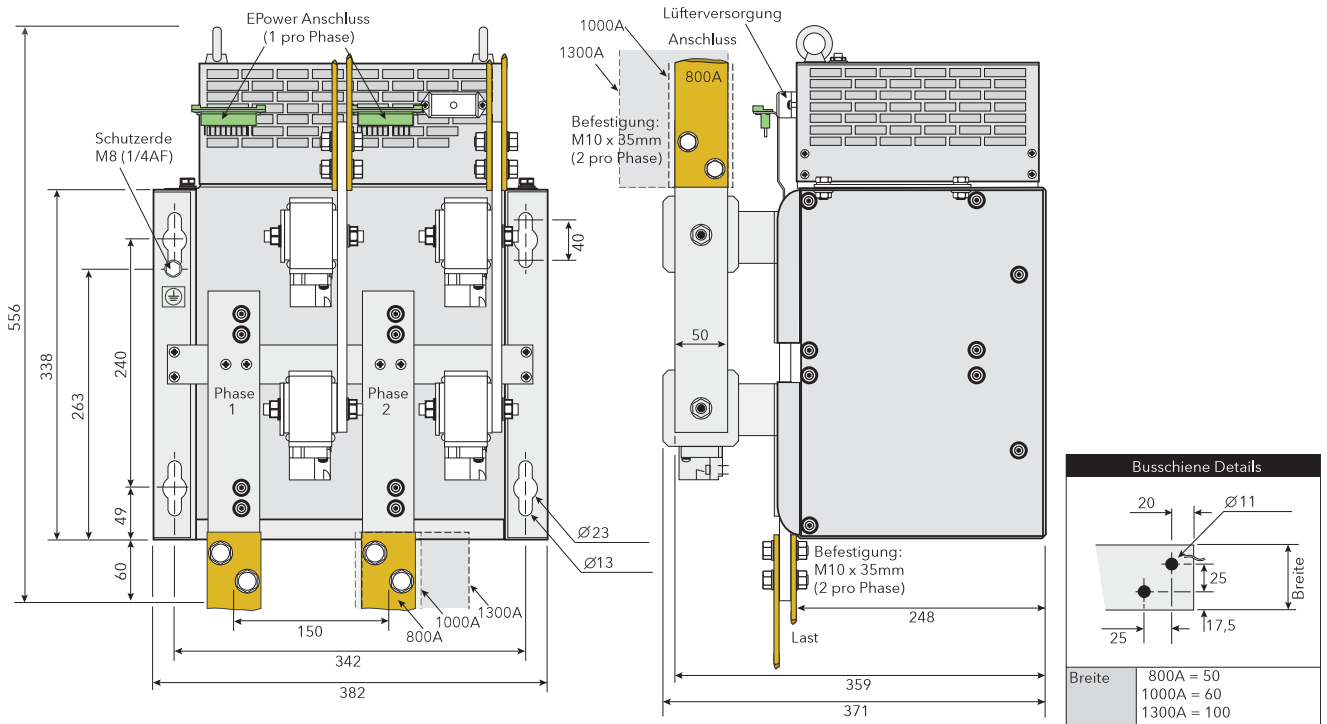 EPower Anschluss
(1 pro Phase)
Schutzerde
M8 (1/4AF)
556
338
263
240
49
60
40
Phase
1
Phase
2
Ø23
Ø13
1300A
1000A
800A
150
342
382
Lüfterversorgung
1000A
Anschluss
1300A
800A
Befestigung:
M10 x 35mm
(2 pro Phase)
50
Befestigung:
M10 x 35mm
(2 pro Phase)
248
Last
359
371
Busschiene Details
20
Ø11
25
Breite
25
17,5
Breite
800A = 50
1000A = 60
1300A = 100